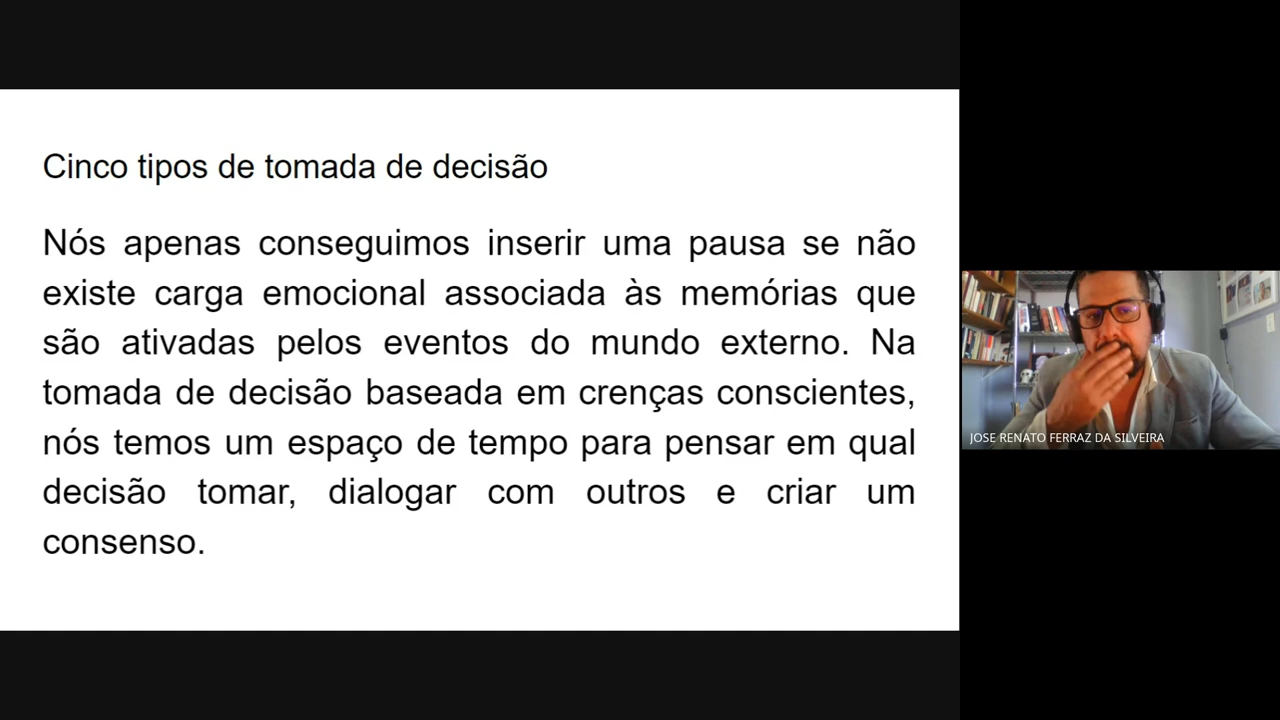 Cinco tipos de tomada de decisão
Nós apenas conseguimos inserir uma pausa se não
existe carga emocional associada às memórias que
são ativadas pelos eventos do mundo externo. Na
tomada de decisão baseada em crenças conscientes,
nós temos um espaço de tempo para pensar em qual
decisão tomar, dialogar com outros e criar um
consenso.
JOSE RENATO FERRAZ DA SILVEIRA